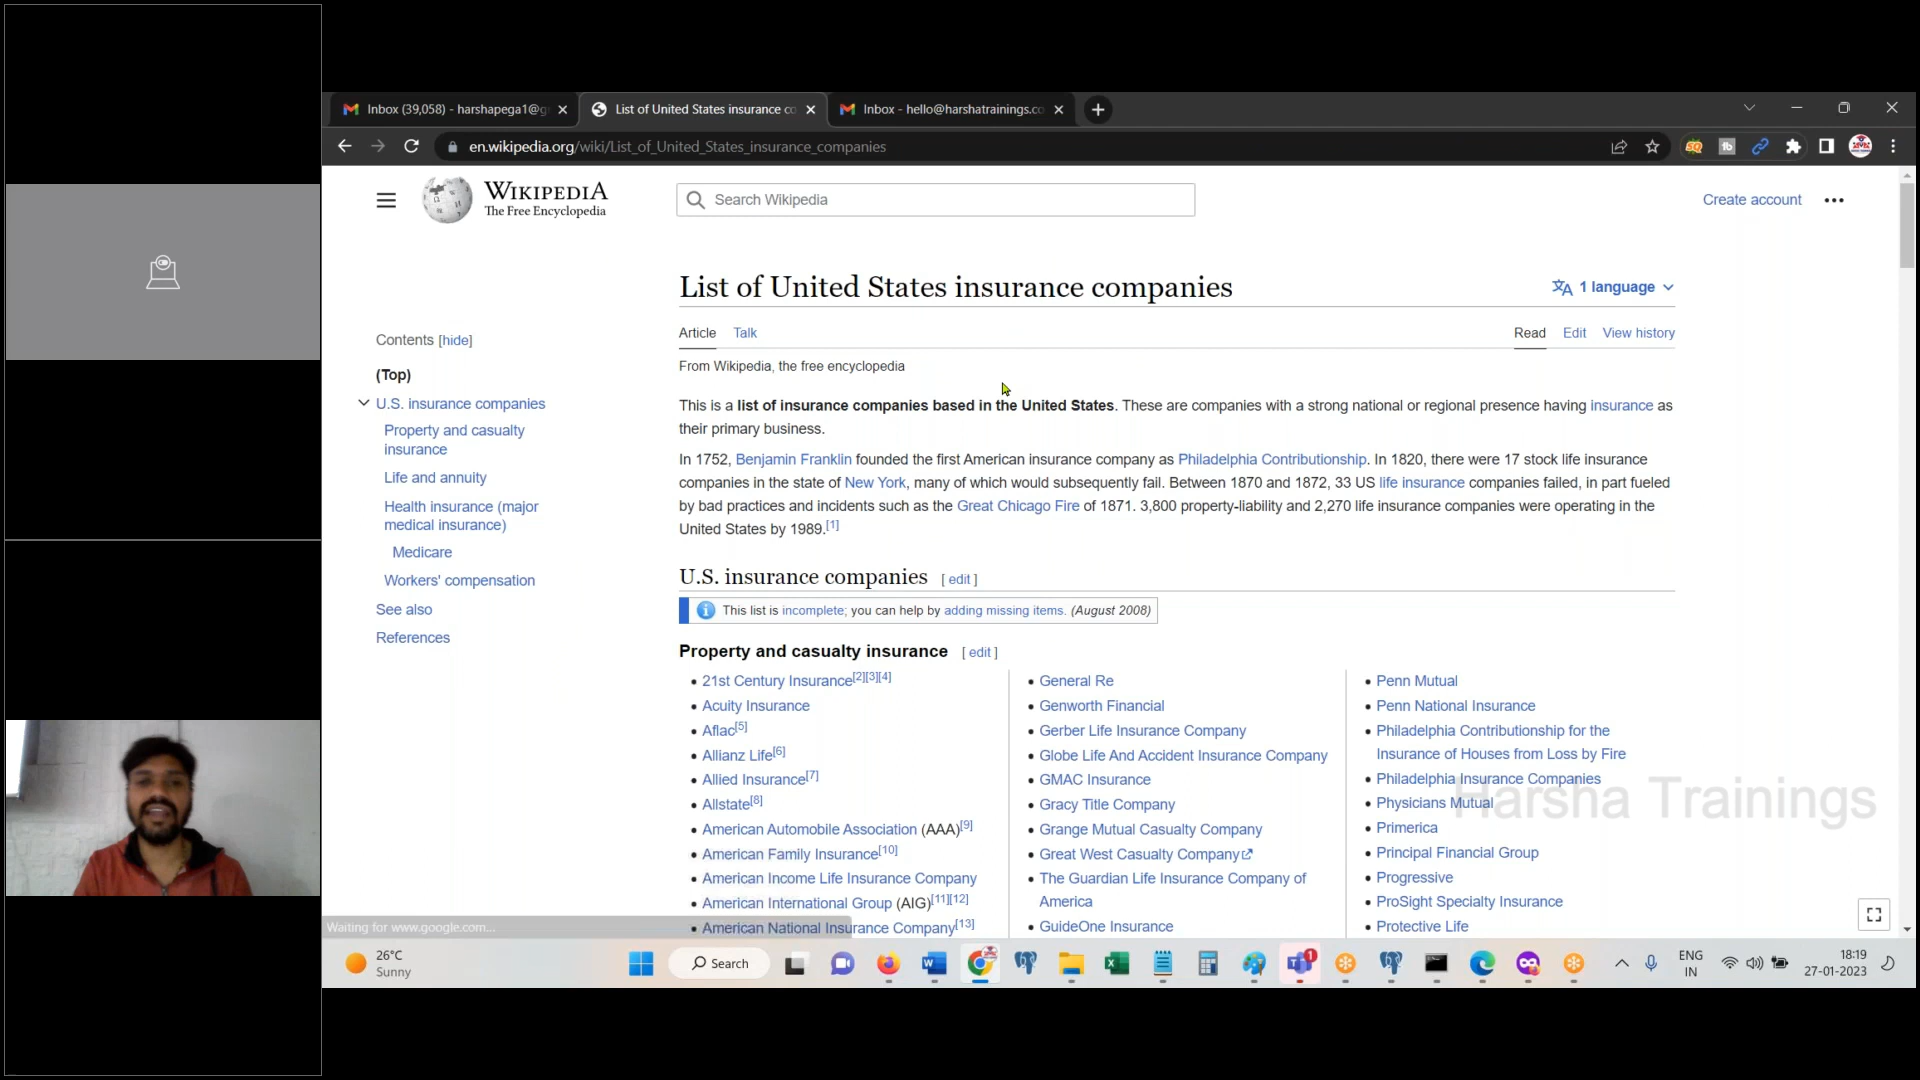 Inbox (39,058) - harshapega1@g
List of United States insurance co
Inbox - hello@harshatrainings.co
en.wikipedia.org/wiki/List_of_United_States_insurance_companies
WIKIPEDIA
The Free Encyclopedia
Search Wikipedia
Create account
List of United States insurance companies
1 language
Article Talk
Read Edit View history
From Wikipedia, the free encyclopedia
Contents [hide]
(Top)
U.S. insurance companies
Property and casualty
insurance
Life and annuity
Health insurance (major
medical insurance)
Medicare
Workers' compensation
See also
References
This is a list of insurance companies based in the United States. These are companies with a strong national or regional presence having insurance as
their primary business.
In 1752, Benjamin Franklin founded the first American insurance company as Philadelphia Contributionship. In 1820, there were 17 stock life insurance
companies in the state of New York, many of which would subsequently fail. Between 1870 and 1872, 33 US life insurance companies failed, in part fueled
by bad practices and incidents such as the Great Chicago Fire of 1871. 3,800 property-liability and 2,270 life insurance companies were operating in the
United States by 1989.[1]
U.S. insurance companies [ edit ]
This list is incomplete; you can help by adding missing items. (August 2008)
Property and casualty insurance [ edit ]
21st Century Insurance[2][3][4]
Acuity Insurance
Aflac[5]
Allianz Life[6]
Allied Insurance[7]
Allstate[8]
American Automobile Association (AAA)[9]
American Family Insurance[10]
American Income Life Insurance Company
American International Group (AIG)[11][12]
American National Insurance Company[13]
General Re
Genworth Financial
Gerber Life Insurance Company
Globe Life And Accident Insurance Company
GMAC Insurance
Gracy Title Company
Grange Mutual Casualty Company
Great West Casualty Company
The Guardian Life Insurance Company of
America
GuideOne Insurance
Penn Mutual
Penn National Insurance
Philadelphia Contributionship for the
Insurance of Houses from Loss by Fire
Philadelphia Insurance Companies
Physicians Mutual
Primerica
Principal Financial Group
Progressive
ProSight Specialty Insurance
Protective Life
Harsha Trainings
Waiting for www.google.com...
26°C
Sunny
Search
1
ENG
IN
18:19
27-01-2023